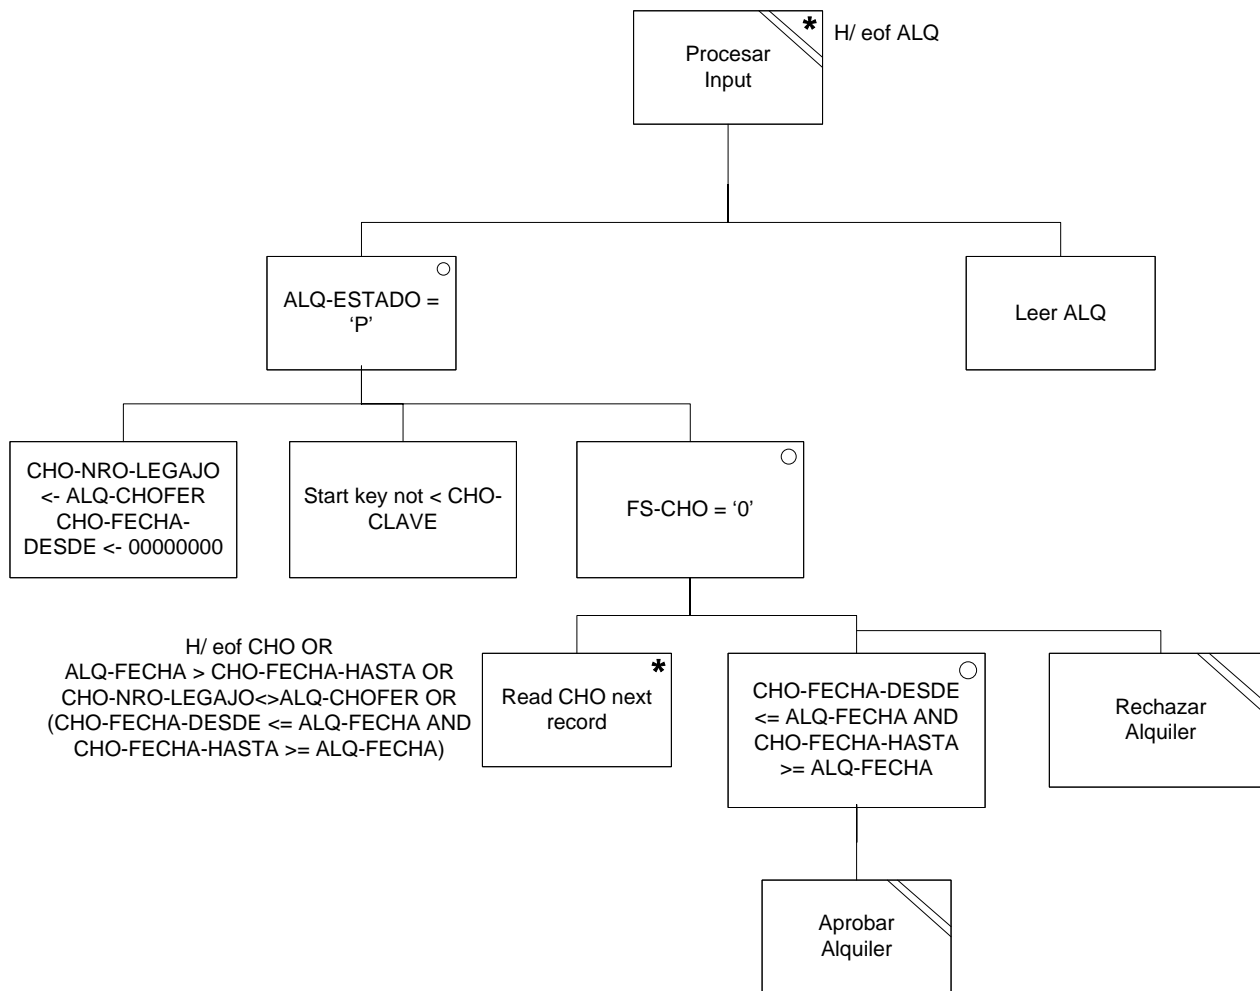 *
H/ eof ALQ
Procesar
Input
ALQ-ESTADO =
‘P’
Leer ALQ
CHO-NRO-LEGAJO
<- ALQ-CHOFER
CHO-FECHA-
DESDE <- 00000000
Start key not < CHO-
CLAVE
FS-CHO = ‘0’
H/ eof CHO OR
ALQ-FECHA > CHO-FECHA-HASTA OR
CHO-NRO-LEGAJO<>ALQ-CHOFER OR
(CHO-FECHA-DESDE <= ALQ-FECHA AND
CHO-FECHA-HASTA >= ALQ-FECHA)
*
Read CHO next
record
CHO-FECHA-DESDE
<= ALQ-FECHA AND
CHO-FECHA-HASTA
>= ALQ-FECHA
Rechazar
Alquiler
Aprobar
Alquiler